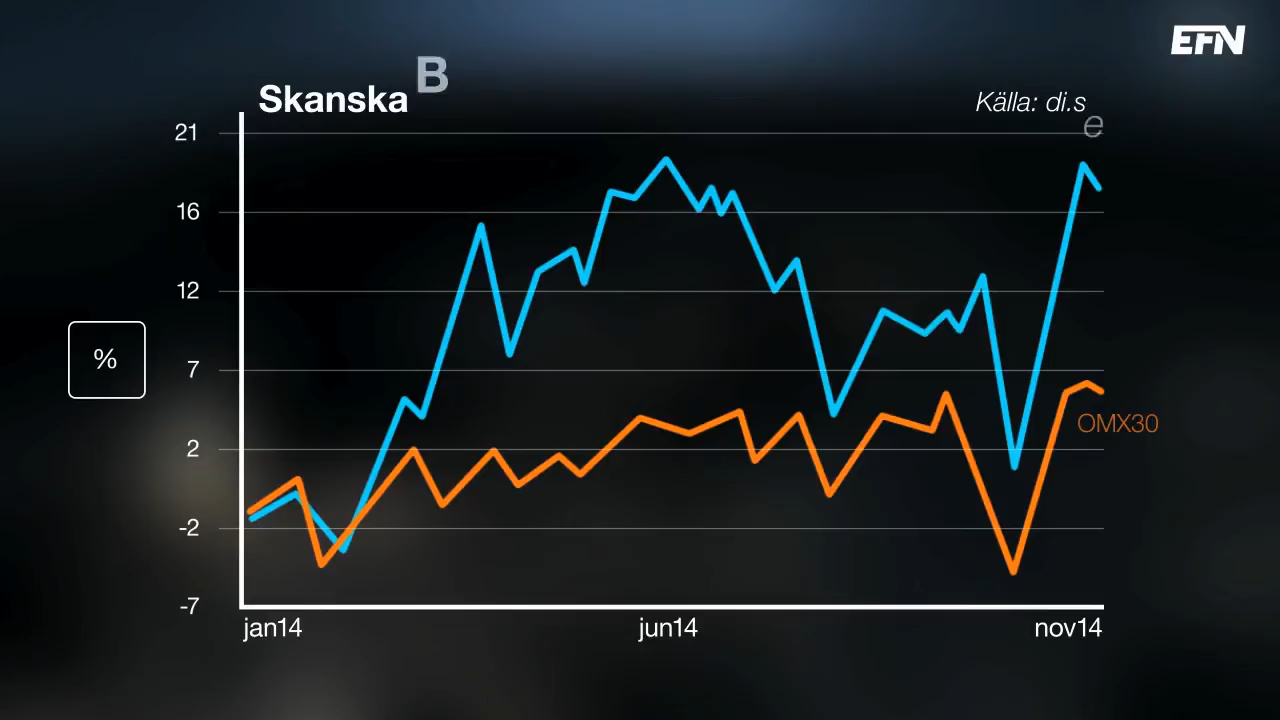 EFN
Skanska B
Källa: di.se
21
16
12
7
%
2
OMX30
-2
-7
jan14 jun14 nov14